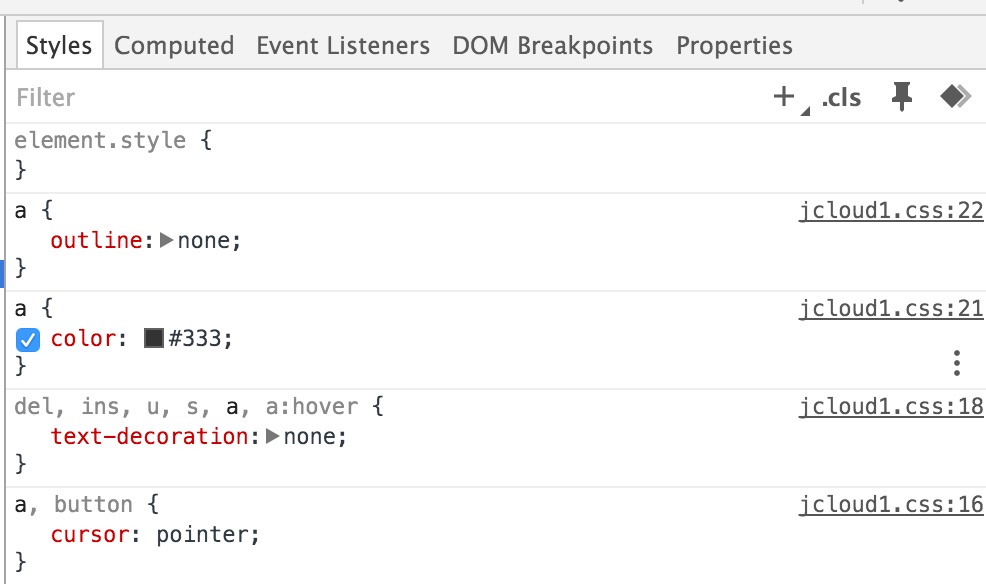 Styles Computed Event Listeners DOM Breakpoints Properties
Filter + .cls
element.style {
}
a { jcloud1.css:22
outline: none;
}
a { jcloud1.css:21
color: #333;
}
del, ins, u, s, a, a:hover { jcloud1.css:18
text-decoration: none;
}
a, button { jcloud1.css:16
cursor: pointer;
}